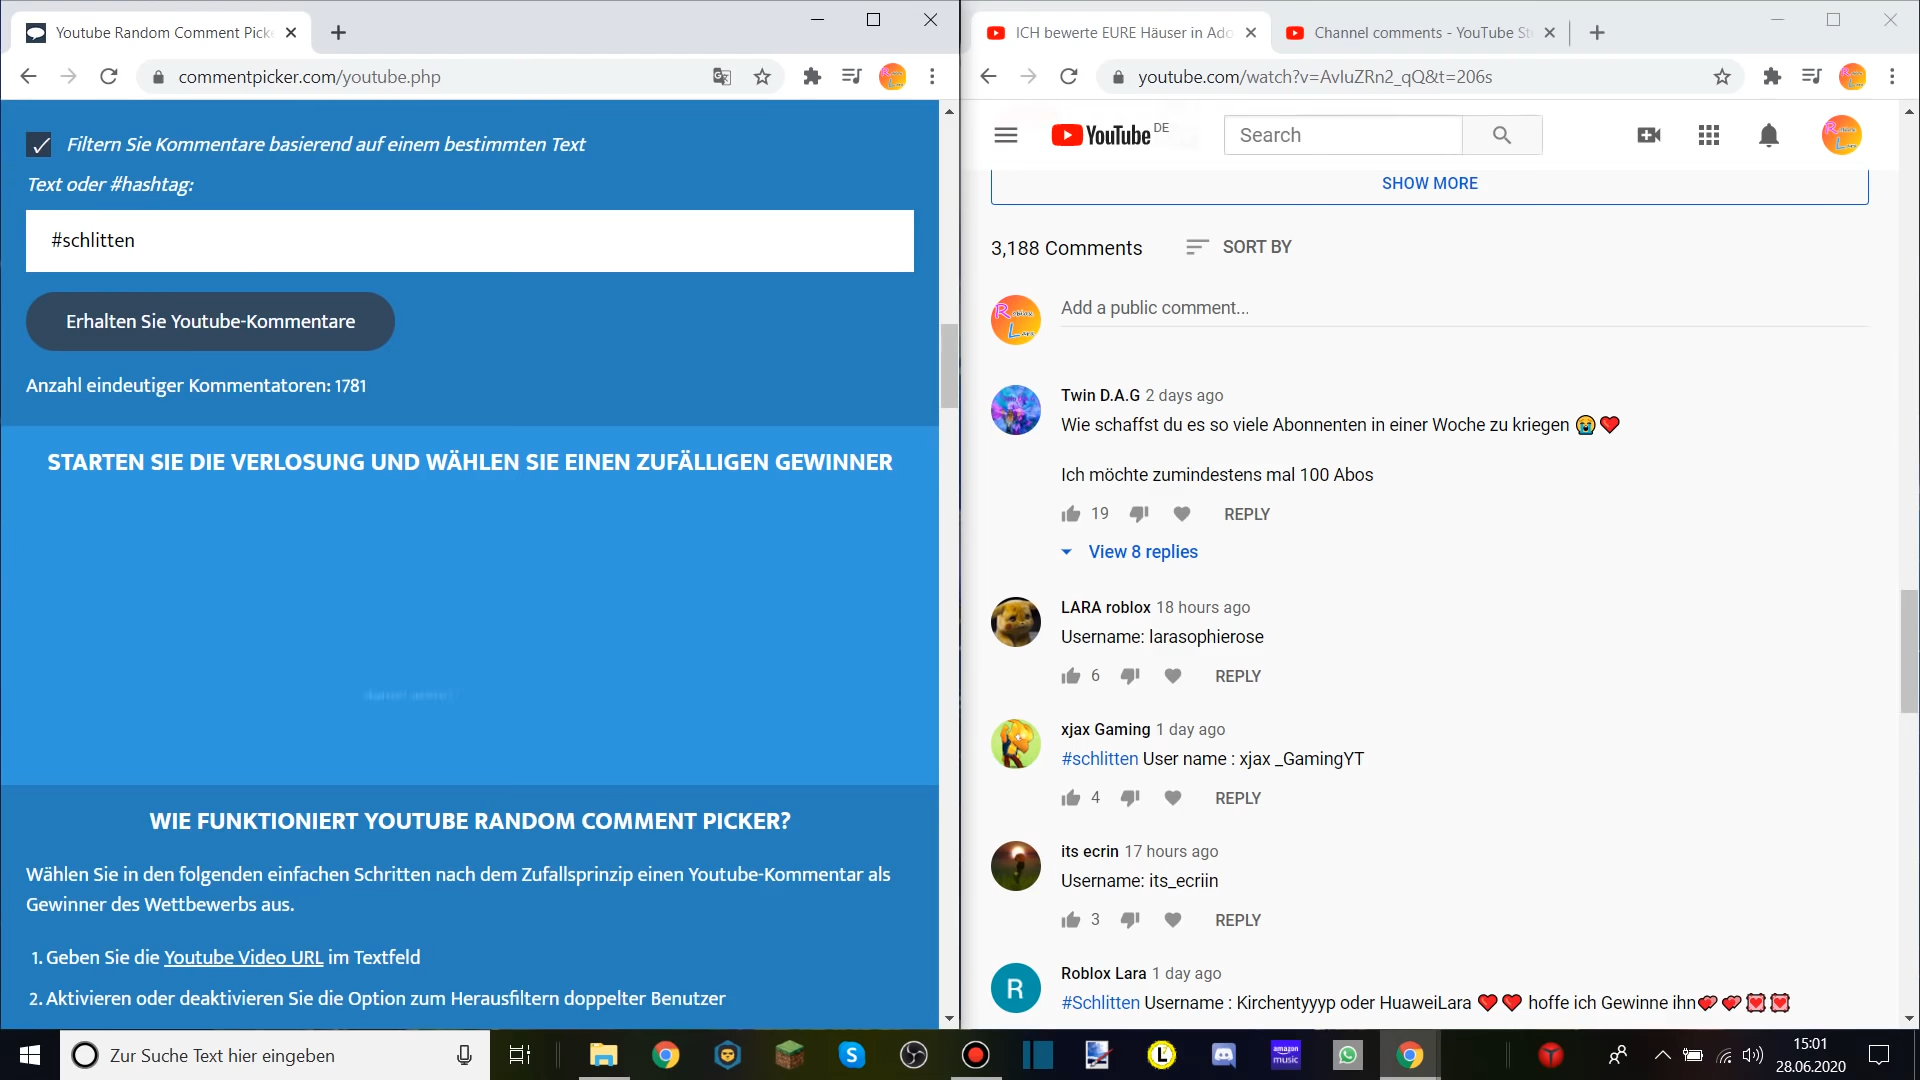 Youtube Random Comment Picke
commentpicker.com/youtube.php
Filtern Sie Kommentare basierend auf einem bestimmten Text
Text oder #hashtag:
#schlitten
Erhalten Sie Youtube-Kommentare
Anzahl eindeutiger Kommentatoren: 1781
STARTEN SIE DIE VERLOSUNG UND WÄHLEN SIE EINEN ZUFÄLLIGEN GEWINNER
WIE FUNKTIONIERT YOUTUBE RANDOM COMMENT PICKER?
Wählen Sie in den folgenden einfachen Schritten nach dem Zufallsprinzip einen Youtube-Kommentar als
Gewinner des Wettbewerbs aus.
1. Geben Sie die Youtube Video URL im Textfeld
2. Aktivieren oder deaktivieren Sie die Option zum Herausfiltern doppelter Benutzer
ICH bewerte EURE Häuser in Ado
Channel comments - YouTube St
youtube.com/watch?v=AvIuZRn2_qQ&t=206s
YouTube DE
Search
Roblox
Lara
SHOW MORE
3,188 Comments
SORT BY
Roblox
Lara
Add a public comment...
Twin D.A.G 2 days ago
Wie schaffst du es so viele Abonnenten in einer Woche zu kriegen 😭❤
Ich möchte zumindestens mal 100 Abos
19 REPLY
View 8 replies
LARA roblox 18 hours ago
Username: larasophierose
6 REPLY
xjax Gaming 1 day ago
#schlitten User name : xjax _GamingYT
4 REPLY
its ecrin 17 hours ago
Username: its_ecriin
3 REPLY
R
Roblox Lara 1 day ago
#Schlitten Username : Kirchentyyyp oder HuaweiLara ❤❤ hoffe ich Gewinne ihn💕💕💟💟
Zur Suche Text hier eingeben
L
amazon
music
15:01
28.06.2020